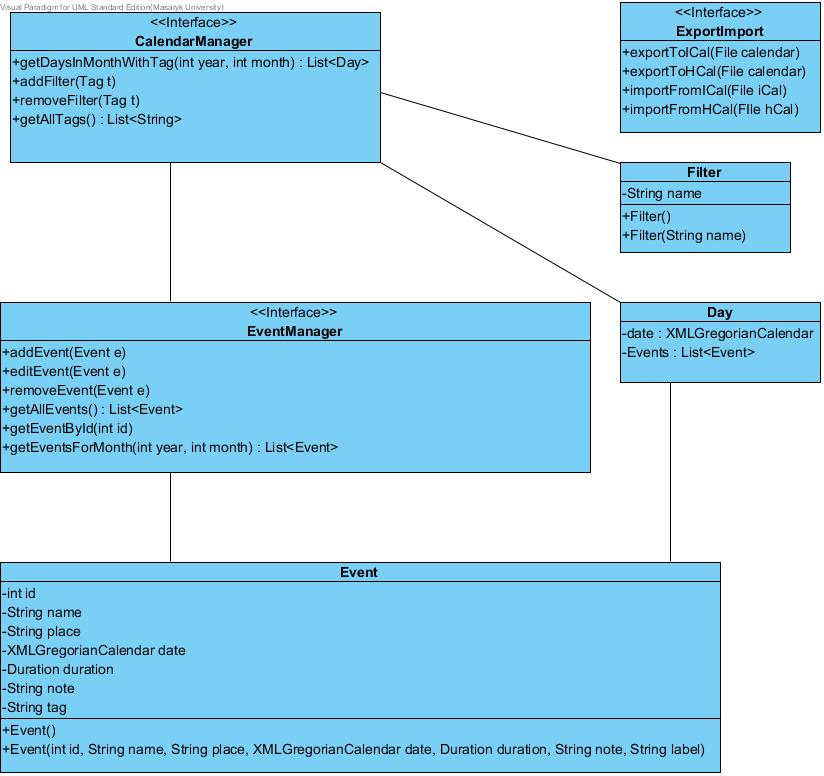 Visual Paradigm for UML Standard Edition(Masaryk University)
<<Interface>>
CalendarManager
+getDaysInMonthWithTag(int year, int month) : List<Day>
+addFilter(Tag t)
+removeFilter(Tag t)
+getAllTags() : List<String>
<<Interface>>
ExportImport
+exportToICal(File calendar)
+exportToHCal(File calendar)
+importFromICal(File iCal)
+importFromHCal(FIle hCal)
Filter
-String name
+Filter()
+Filter(String name)
<<Interface>>
EventManager
+addEvent(Event e)
+editEvent(Event e)
+removeEvent(Event e)
+getAllEvents() : List<Event>
+getEventById(int id)
+getEventsForMonth(int year, int month) : List<Event>
Day
-date : XMLGregorianCalendar
-Events : List<Event>
Event
-int id
-String name
-String place
-XMLGregorianCalendar date
-Duration duration
-String note
-String tag
+Event()
+Event(int id, String name, String place, XMLGregorianCalendar date, Duration duration, String note, String label)